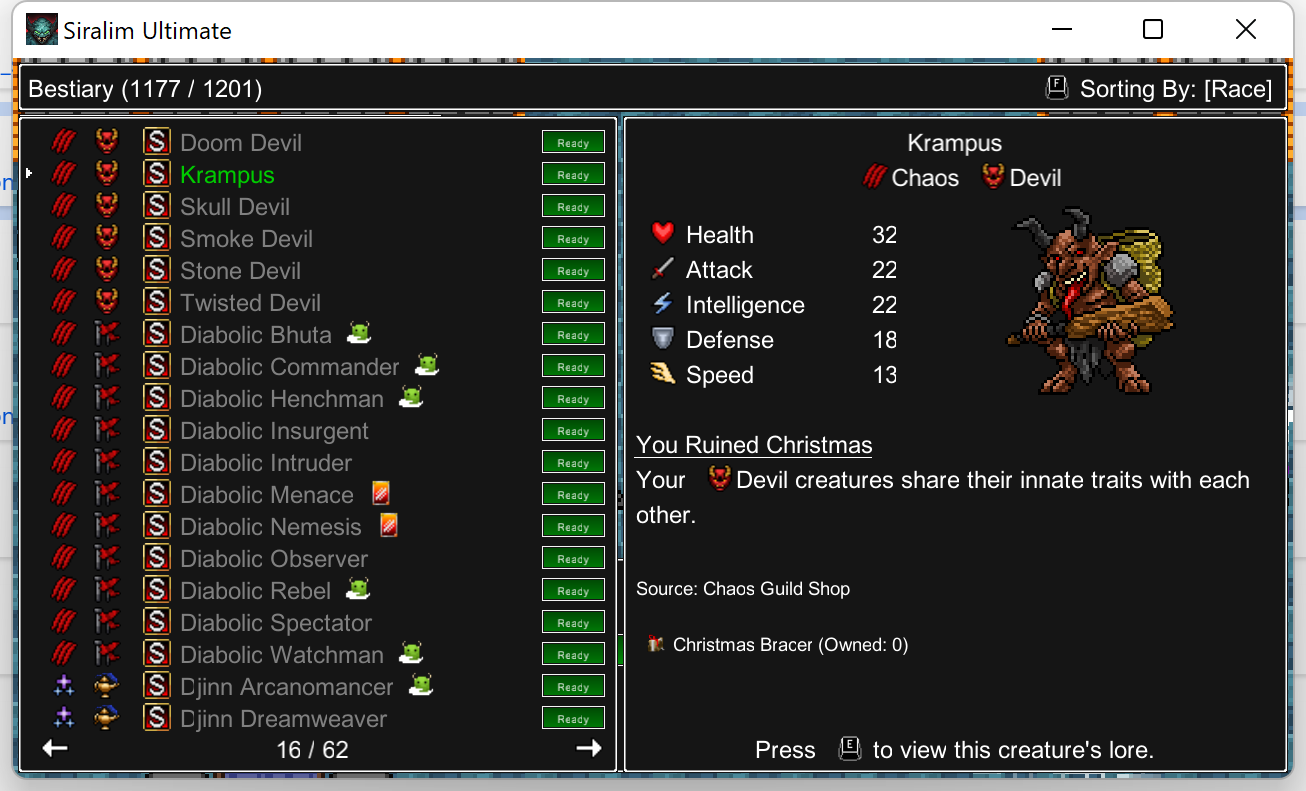 Siralim Ultimate
Bestiary (1177 / 1201)
F Sorting By: [Race]
S Doom Devil Ready
S Krampus Ready
S Skull Devil Ready
S Smoke Devil Ready
S Stone Devil Ready
S Twisted Devil Ready
S Diabolic Bhuta Ready
S Diabolic Commander Ready
S Diabolic Henchman Ready
S Diabolic Insurgent Ready
S Diabolic Intruder Ready
S Diabolic Menace Ready
S Diabolic Nemesis Ready
S Diabolic Observer Ready
S Diabolic Rebel Ready
S Diabolic Spectator Ready
S Diabolic Watchman Ready
S Djinn Arcanomancer Ready
S Djinn Dreamweaver Ready
16 / 62
Krampus
Chaos Devil
Health 32
Attack 22
Intelligence 22
Defense 18
Speed 13
You Ruined Christmas
Your Devil creatures share their innate traits with each
other.
Source: Chaos Guild Shop
Christmas Bracer (Owned: 0)
Press E to view this creature's lore.